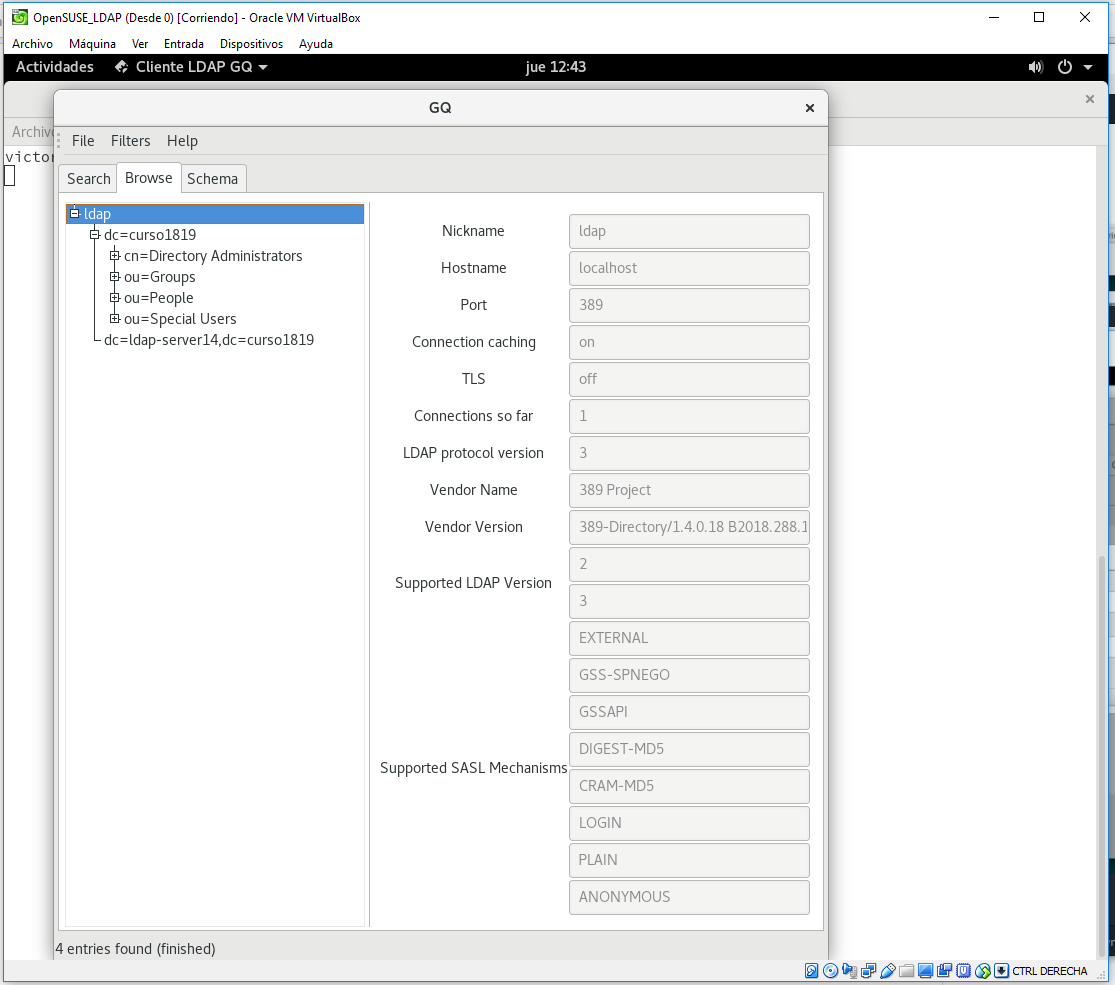 OpenSUSE_LDAP (Desde 0) [Corriendo] - Oracle VM VirtualBox
Archivo Máquina Ver Entrada Dispositivos Ayuda
Actividades Cliente LDAP GQ jue 12:43
GQ
Archivo
File Filters Help
victor
Search Browse Schema
ldap
dc=curso1819
cn=Directory Administrators
ou=Groups
ou=People
ou=Special Users
dc=ldap-server14,dc=curso1819
Nickname ldap
Hostname localhost
Port 389
Connection caching on
TLS off
Connections so far 1
LDAP protocol version 3
Vendor Name 389 Project
Vendor Version 389-Directory/1.4.0.18 B2018.288.1
Supported LDAP Version 2
3
Supported SASL Mechanisms EXTERNAL
GSS-SPNEGO
GSSAPI
DIGEST-MD5
CRAM-MD5
LOGIN
PLAIN
ANONYMOUS
4 entries found (finished)
CTRL DERECHA